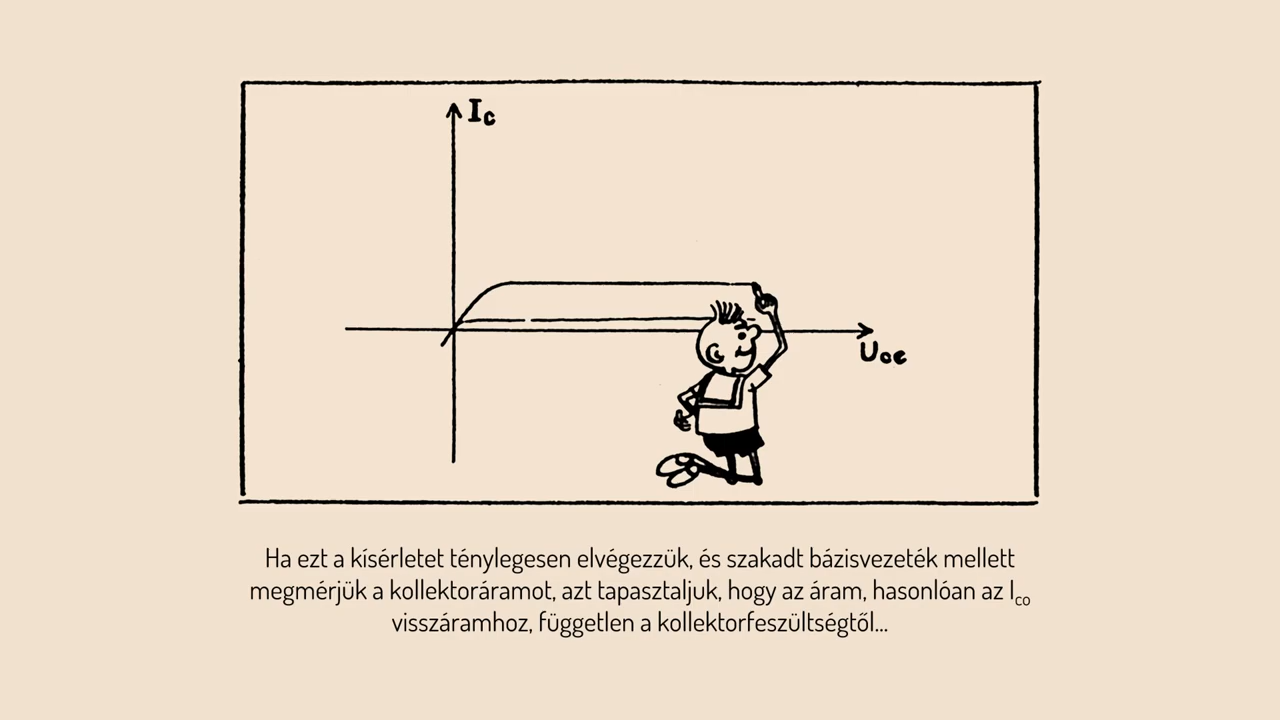 Ic
Uce
Ha ezt a kísérletet ténylegesen elvégezzük, és szakadt bázisvezeték mellett
megmérjük a kollektoráramot, azt tapasztaljuk, hogy az áram, hasonlóan az Ico
visszáramhoz, független a kollektorfeszültségtől...